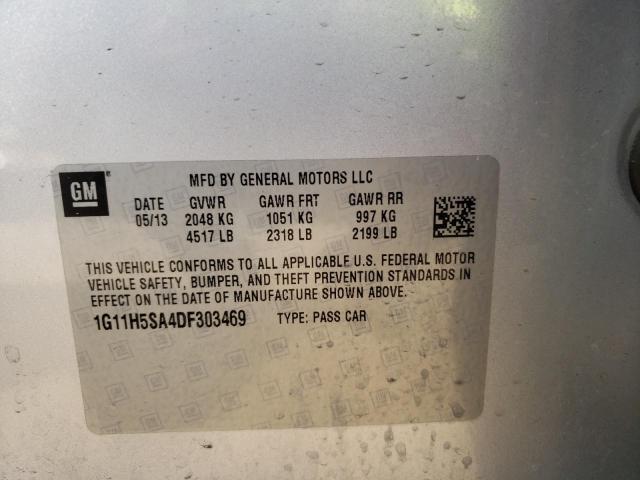 GM
MFD BY GENERAL MOTORS LLC
DATE GVWR GAWR FRT GAWR RR
05/13 2048 KG 1051 KG 997 KG
4517 LB 2318 LB 2199 LB
THIS VEHICLE CONFORMS TO ALL APPLICABLE U.S. FEDERAL MOTOR
VEHICLE SAFETY, BUMPER, AND THEFT PREVENTION STANDARDS IN
EFFECT ON THE DATE OF MANUFACTURE SHOWN ABOVE.
1G11H5SA4DF303469 TYPE: PASS CAR